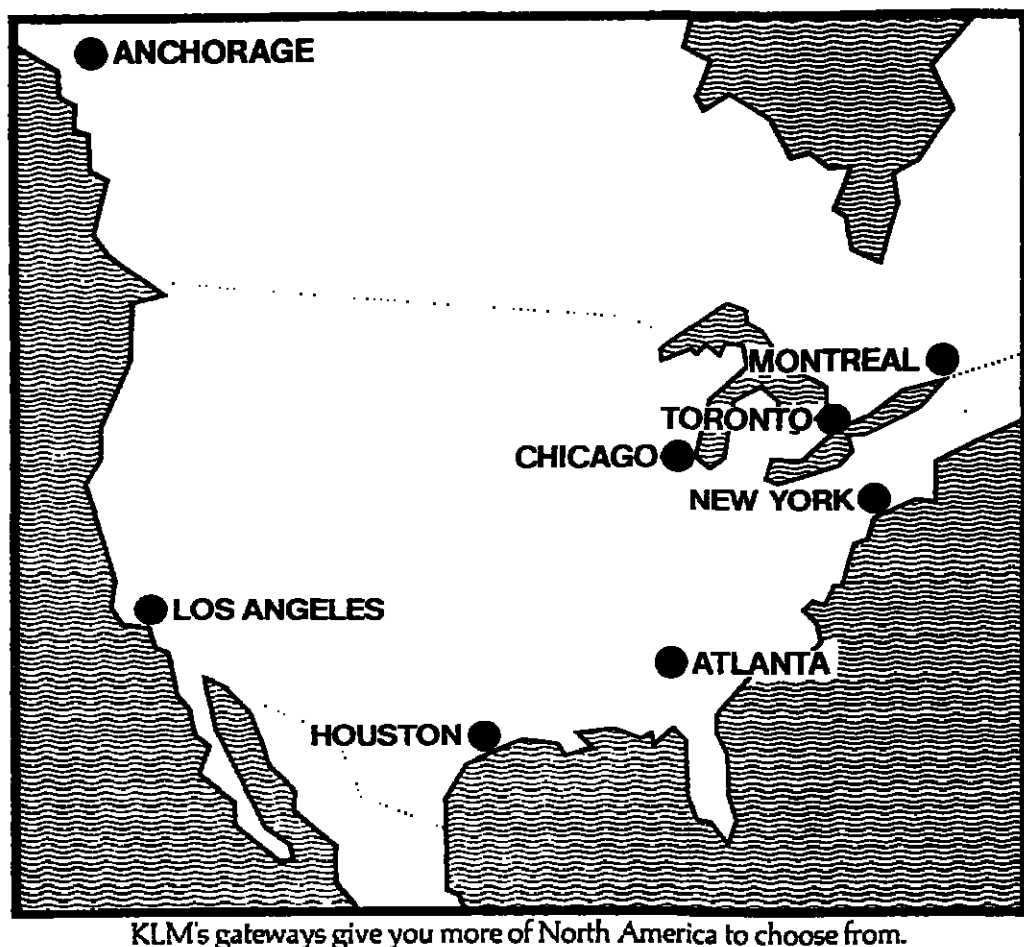 ANCHORAGE
MONTREAL
TORONTO
CHICAGO
NEW YORK
LOS ANGELES
ATLANTA
HOUSTON
KLM's gateways give you more of North America to choose from.